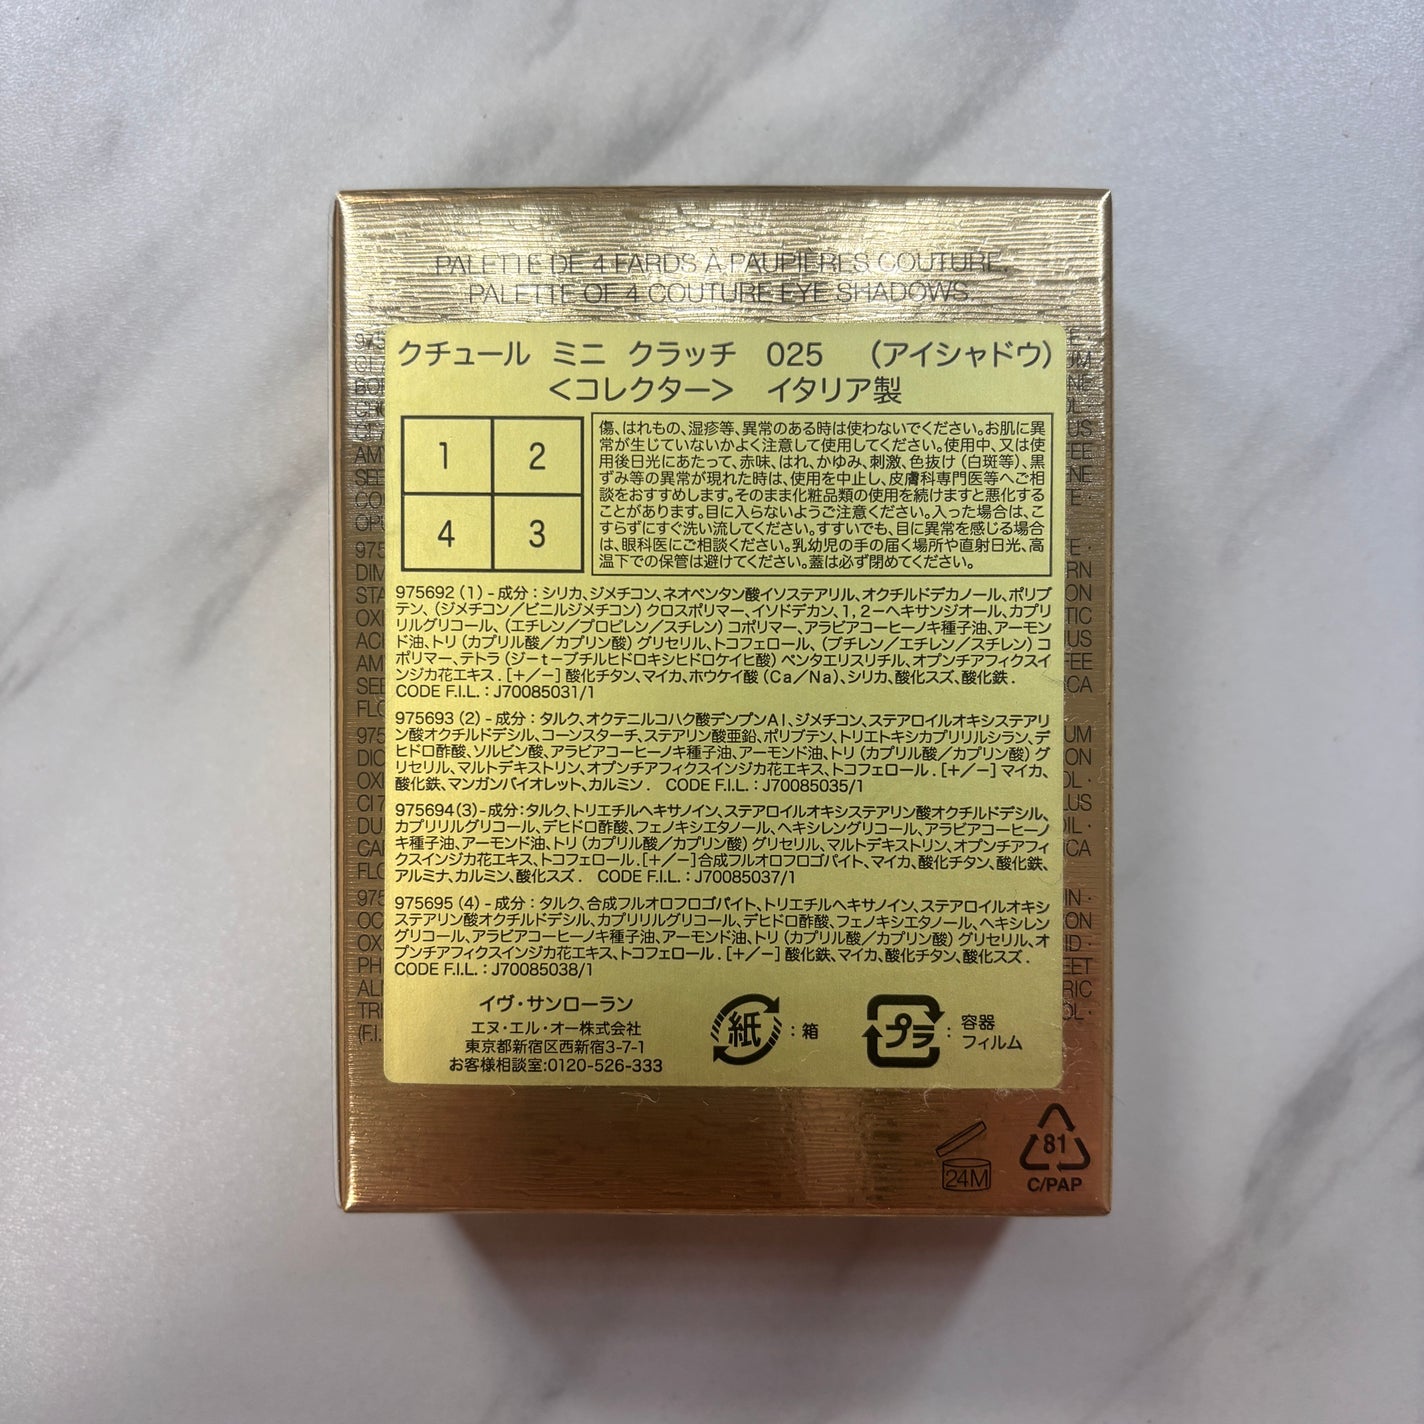 PALETTE DE 4 FARDS À PAUPIÈRES COUTURE.
PALETTE OF 4 COUTURE EYE SHADOWS.
クチュール ミニ クラッチ 025 （アイシャドウ）
＜コレクター＞ イタリア製
1 2
4 3
傷、はれもの、湿疹等、異常のある時は使わないでください。お肌に異
常が生じていないかよく注意して使用してください。使用中、又は使
用後日光にあたって、赤味、はれ、かゆみ、刺激、色抜け（白斑等）、黒
ずみ等の異常が現れた時は、使用を中止し、皮膚科専門医等へご相
談をおすすめします。そのまま化粧品類の使用を続けますと悪化する
ことがあります。目に入らないようご注意ください。入った場合は、こ
すらずにすぐ洗い流してください。すすいでも、目に異常を感じる場合
は、眼科医にご相談ください。乳幼児の手の届く場所や直射日光、高
温下での保管は避けてください。蓋は必ず閉めてください。
975692（1）- 成分：シリカ、ジメチコン、ネオペンタン酸イソステアリル、オクチルドデカノール、ポリブ
テン、（ジメチコン／ビニルジメチコン）クロスポリマー、イソドデカン、1，2－ヘキサンジオール、カプリ
リルグリコール、（エチレン／プロピレン／スチレン）コポリマー、アラビアコーヒーノキ種子油、アーモン
ド油、トリ（カプリル酸／カプリン酸）グリセリル、トコフェロール、（ブチレン／エチレン／スチレン）コ
ポリマー、テトラ（ジーｔーブチルヒドロキシヒドロケイヒ酸）ペンタエリスリチル、オプンチアフィクスイ
ンジカ花エキス．[＋／－] 酸化チタン、マイカ、ホウケイ酸（Ca／Na）、シリカ、酸化スズ、酸化鉄．
CODE F.I.L.：J70085031/1
975693（2）- 成分：タルク、オクテニルコハク酸デンプンAl、ジメチコン、ステアロイルオキシステアリ
ン酸オクチルドデシル、コーンスターチ、ステアリン酸亜鉛、ポリブテン、トリエトキシカプリリルシラン、デ
ヒドロ酢酸、ソルビン酸、アラビアコーヒーノキ種子油、アーモンド油、トリ（カプリル酸／カプリン酸）グ
リセリル、マルトデキストリン、オプンチアフィクスインジカ花エキス、トコフェロール．[＋／－] マイカ、
酸化鉄、マンガンバイオレット、カルミン． CODE F.I.L.：J70085035/1
975694（3）- 成分：タルク、トリエチルヘキサノイン、ステアロイルオキシステアリン酸オクチルドデシル、
カプリリルグリコール、デヒドロ酢酸、フェノキシエタノール、ヘキシレングリコール、アラビアコーヒーノ
キ種子油、アーモンド油、トリ（カプリル酸／カプリン酸）グリセリル、マルトデキストリン、オプンチアフィ
クスインジカ花エキス、トコフェロール．[＋／－] 合成フルオロフロゴパイト、マイカ、酸化チタン、酸化鉄、
アルミナ、カルミン、酸化スズ． CODE F.I.L.：J70085037/1
975695（4）- 成分：タルク、合成フルオロフロゴパイト、トリエチルヘキサノイン、ステアロイルオキシ
ステアリン酸オクチルドデシル、カプリリルグリコール、デヒドロ酢酸、フェノキシエタノール、ヘキシレン
グリコール、アラビアコーヒーノキ種子油、アーモンド油、トリ（カプリル酸／カプリン酸）グリセリル、オ
プンチアフィクスインジカ花エキス、トコフェロール．[＋／－] 酸化鉄、マイカ、酸化チタン、酸化スズ．
CODE F.I.L.：J70085038/1
イヴ・サンローラン
エヌ・エル・オー株式会社
東京都新宿区西新宿3-7-1
お客様相談室:0120-526-333
紙：箱
プラ：容器
フィルム
24M
81
C/PAP